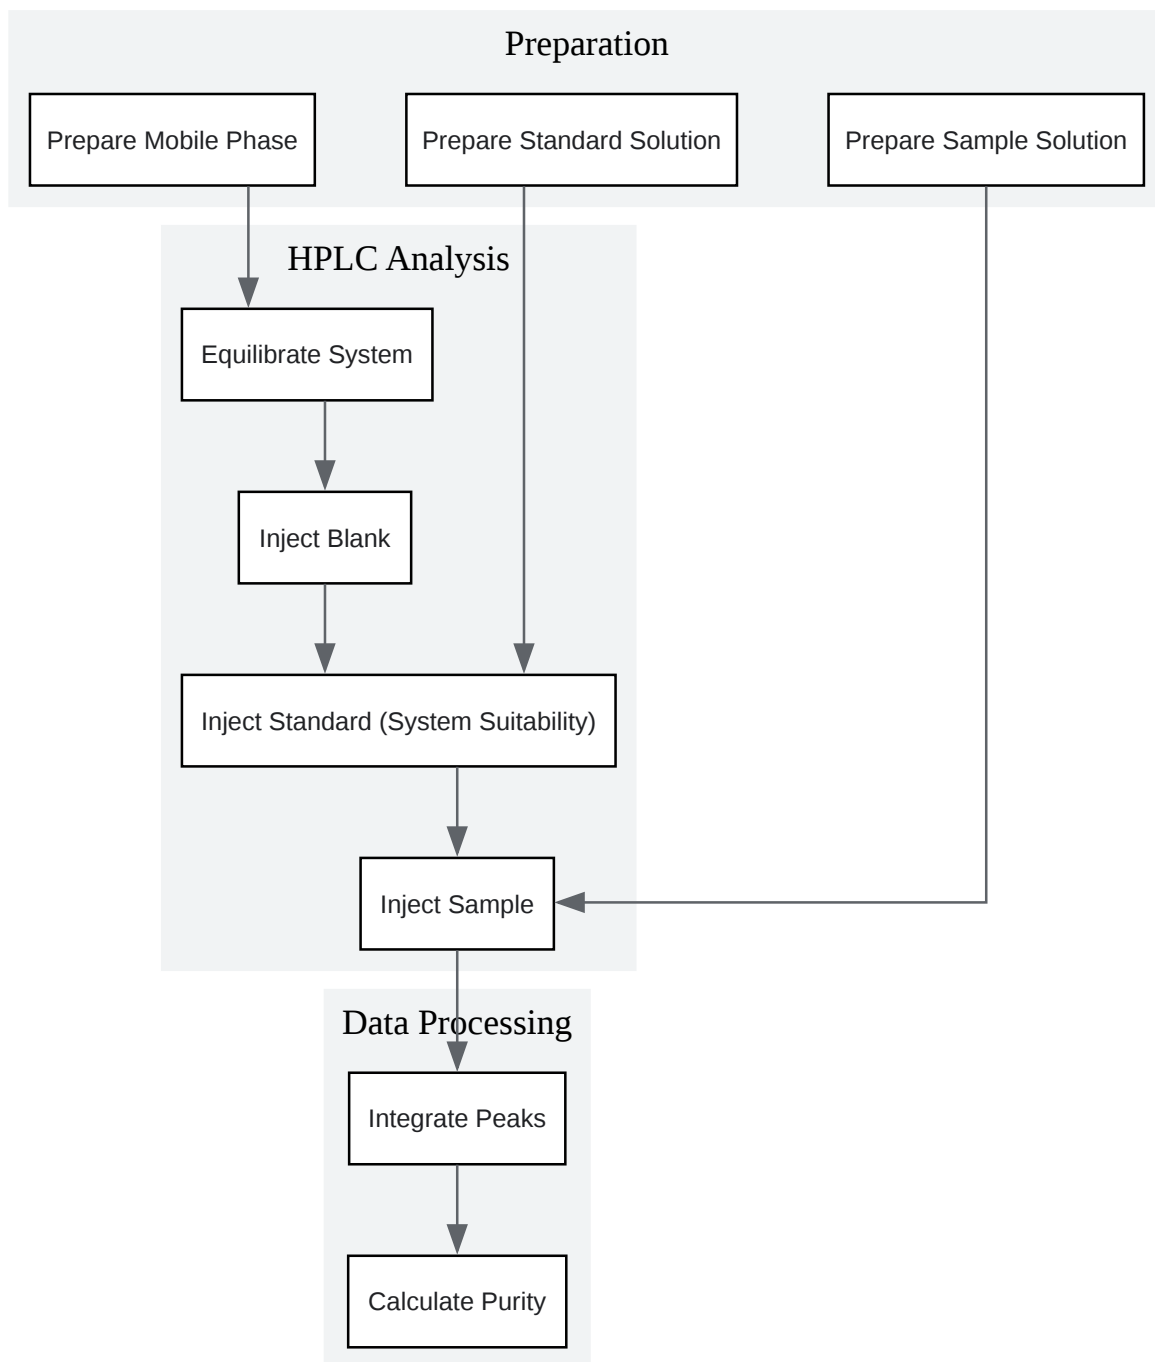 Preparation
Prepare Mobile Phase
Prepare Standard Solution
Prepare Sample Solution
HPLC Analysis
Equilibrate System
Inject Blank
Inject Standard (System Suitability)
Inject Sample
Data Processing
Integrate Peaks
Calculate Purity